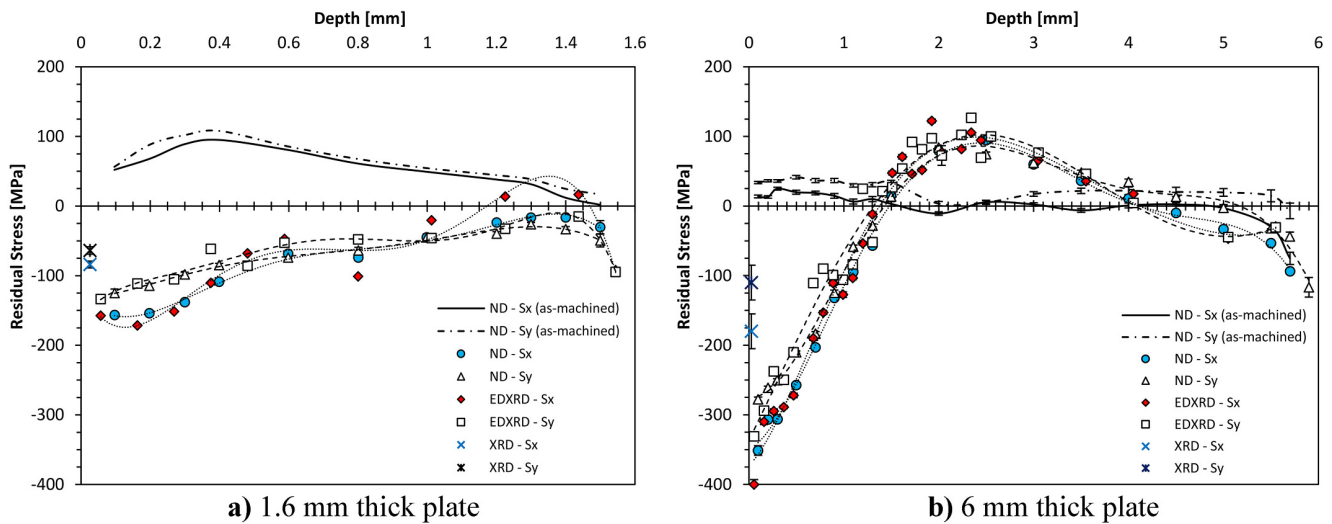 Depth [mm]
0 0.2 0.4 0.6 0.8 1 1.2 1.4 1.6
200
100
0
-100
-200
-300
-400
Residual Stress [MPa]
ND - Sx (as-machined)
ND - Sy (as-machined)
ND - Sx
ND - Sy
EDXRD - Sx
EDXRD - Sy
XRD - Sx
XRD - Sy
a) 1.6 mm thick plate
Depth [mm]
0 1 2 3 4 5 6
200
100
0
-100
-200
-300
-400
Residual Stress [MPa]
ND - Sx (as-machined)
ND - Sy (as-machined)
ND - Sx
ND - Sy
EDXRD - Sx
EDXRD - Sy
XRD - Sx
XRD - Sy
b) 6 mm thick plate